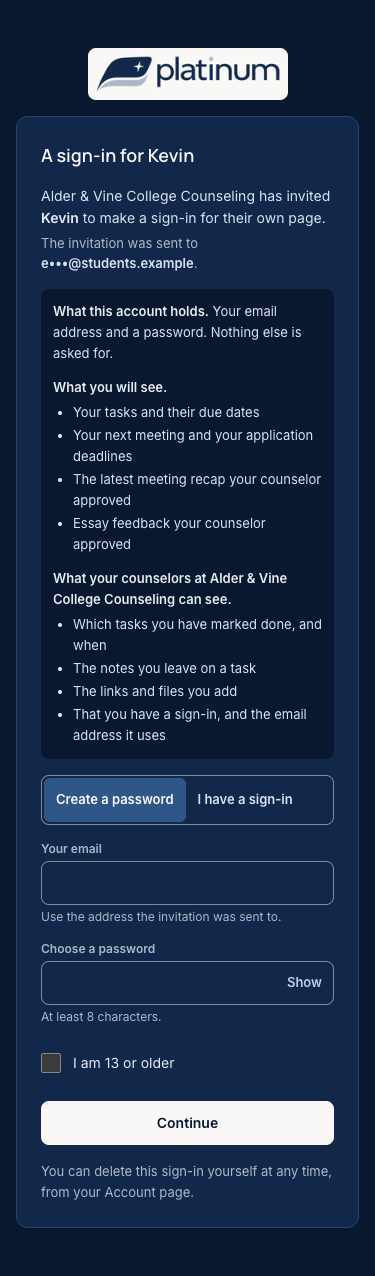 platinum
A sign-in for Kevin
Alder & Vine College Counseling has invited
Kevin to make a sign-in for their own page.
The invitation was sent to
e•••@students.example.
What this account holds. Your email
address and a password. Nothing else is
asked for.
What you will see.
• Your tasks and their due dates
• Your next meeting and your application
deadlines
• The latest meeting recap your counselor
approved
• Essay feedback your counselor
approved
What your counselors at Alder & Vine
College Counseling can see.
• Which tasks you have marked done, and
when
• The notes you leave on a task
• The links and files you add
• That you have a sign-in, and the email
address it uses
Create a password I have a sign-in
Your email
Use the address the invitation was sent to.
Choose a password
Show
At least 8 characters.
I am 13 or older
Continue
You can delete this sign-in yourself at any time,
from your Account page.